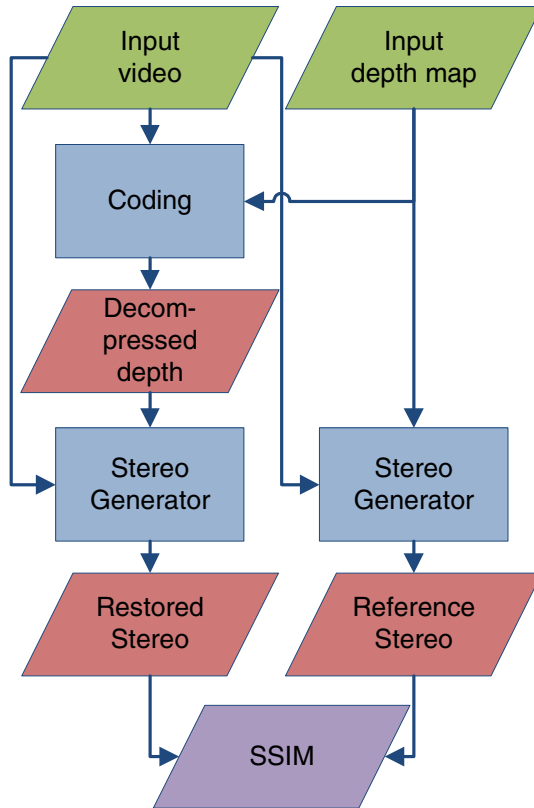 Input
video
Input
depth map
Coding
Decom-
pressed
depth
Stereo
Generator
Stereo
Generator
Restored
Stereo
Reference
Stereo
SSIM